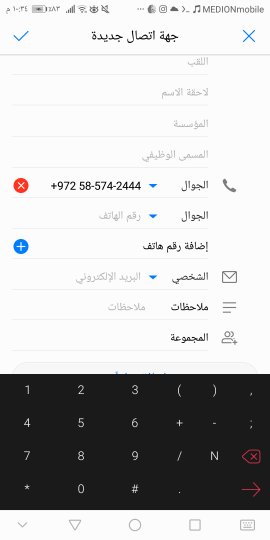 ١٠:٣٤ م ٨٣٪ MEDIONmobile
جهة اتصال جديدة
اللقب
لاحقة الاسم
المؤسسة
المسمى الوظيفي
الجوال +972 58-574-2444
الجوال رقم الهاتف
إضافة رقم هاتف
الشخصي البريد الإلكتروني
ملاحظات ملاحظات
المجموعة
1 2 3 ( ) ,
4 5 6 + - ;
7 8 9 / N
* 0 # .